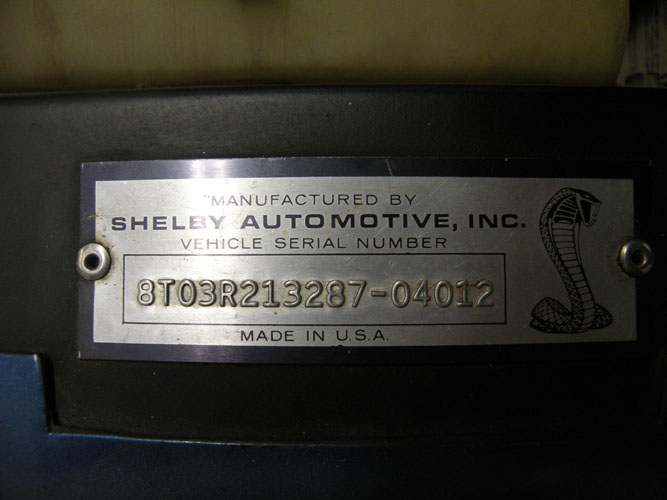 MANUFACTURED BY
SHELBY AUTOMOTIVE, INC.
VEHICLE SERIAL NUMBER
8T03R213287-04012
MADE IN U.S.A.